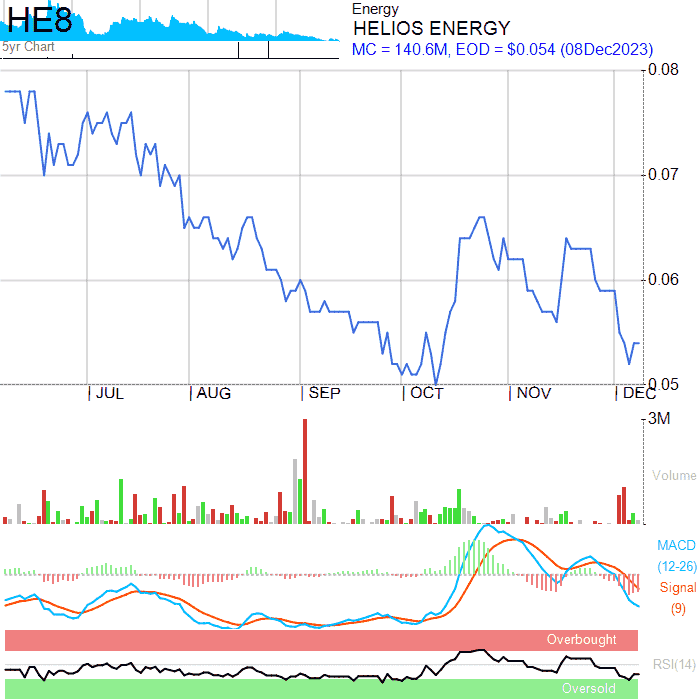 HE8
5yr Chart
Energy
HELIOS ENERGY
MC = 140.6M, EOD = $0.054 (08Dec2023)
0.08
0.07
0.06
0.05
JUL AUG SEP OCT NOV DEC
3M
Volume
MACD
(12-26)
Signal
(9)
Overbought
RSI(14)
Oversold